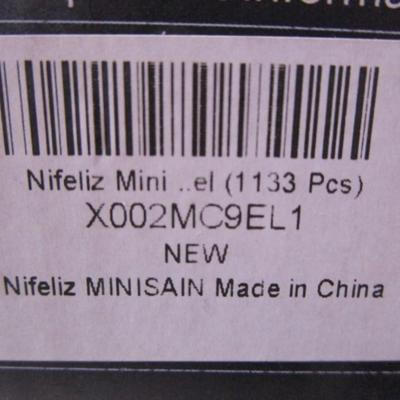 Nifeliz Mini ..el (1133 Pcs)
X002MC9EL1
NEW
Nifeliz MINISAIN Made in China